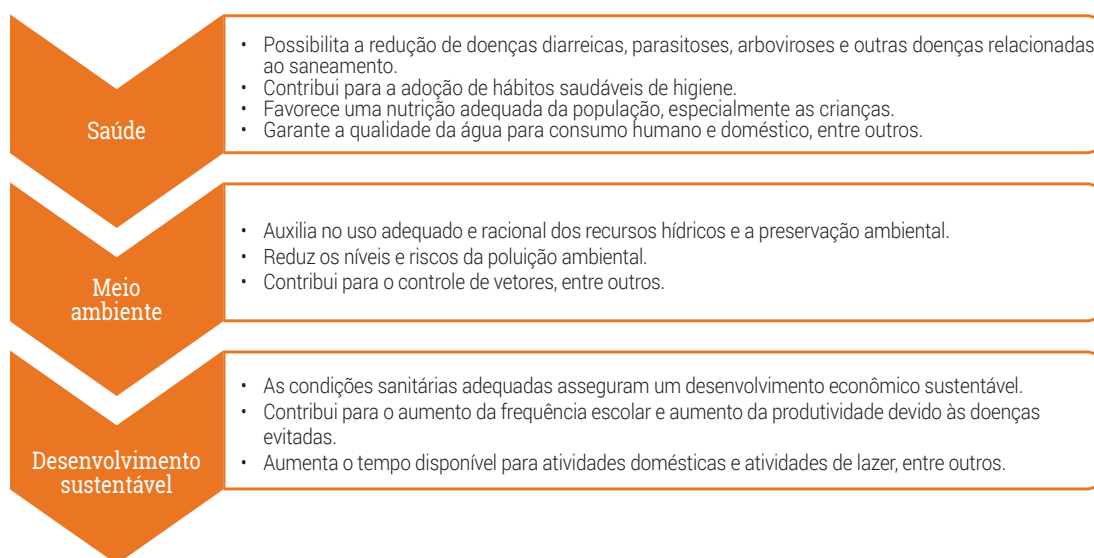 Saúde
• Possibilita a redução de doenças diarreicas, parasitoses, arboviroses e outras doenças relacionadas
ao saneamento.
• Contribui para a adoção de hábitos saudáveis de higiene.
• Favorece uma nutrição adequada da população, especialmente as crianças.
• Garante a qualidade da água para consumo humano e doméstico, entre outros.
Meio
ambiente
• Auxilia no uso adequado e racional dos recursos hídricos e a preservação ambiental.
• Reduz os níveis e riscos da poluição ambiental.
• Contribui para o controle de vetores, entre outros.
Desenvolvimento
sustentável
• As condições sanitárias adequadas asseguram um desenvolvimento econômico sustentável.
• Contribui para o aumento da frequência escolar e aumento da produtividade devido às doenças
evitadas.
• Aumenta o tempo disponível para atividades domésticas e atividades de lazer, entre outros.